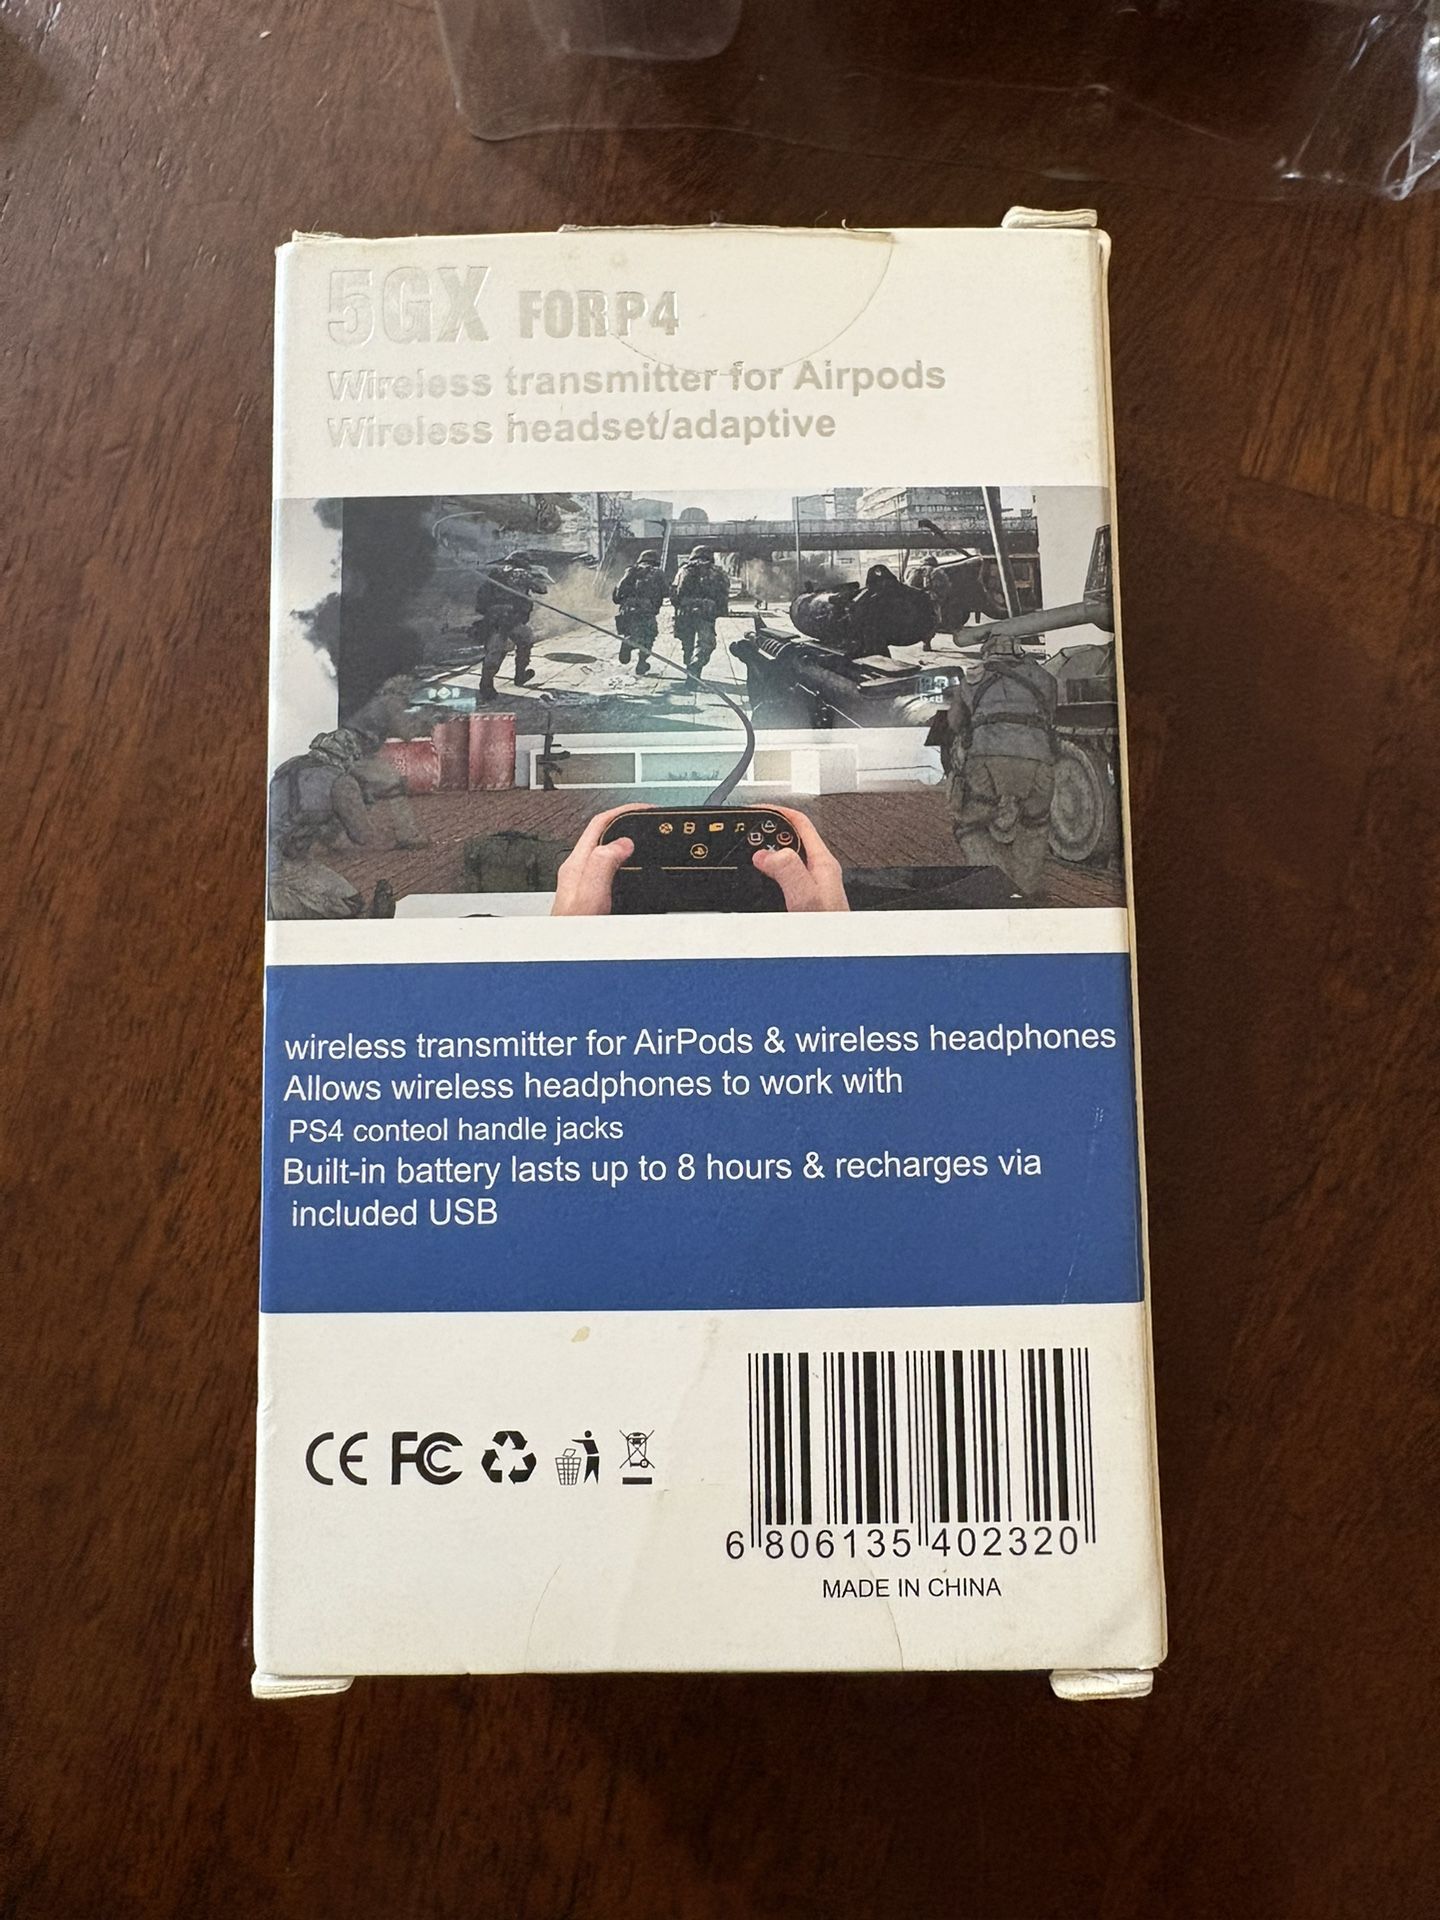 5GX FOR P4
Wireless transmitter for Airpods
Wireless headset/adaptive
wireless transmitter for AirPods & wireless headphones
Allows wireless headphones to work with
PS4 conteol handle jacks
Built-in battery lasts up to 8 hours & recharges via
included USB
CE FC
6 806135 402320
MADE IN CHINA